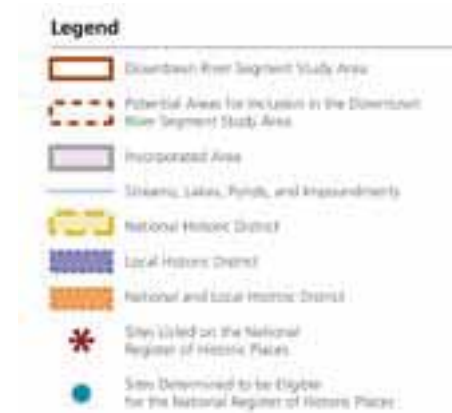 Legend
Downtown River Segment Study Area
Potential Areas for Inclusion in the Downtown
River Segment Study Area
Incorporated Area
Streams, Lakes, Ponds, and Impoundments
National Historic District
Local Historic District
National and Local Historic District
Sites Listed on the National
Register of Historic Places
Sites Determined to be Eligible
for the National Register of Historic Places